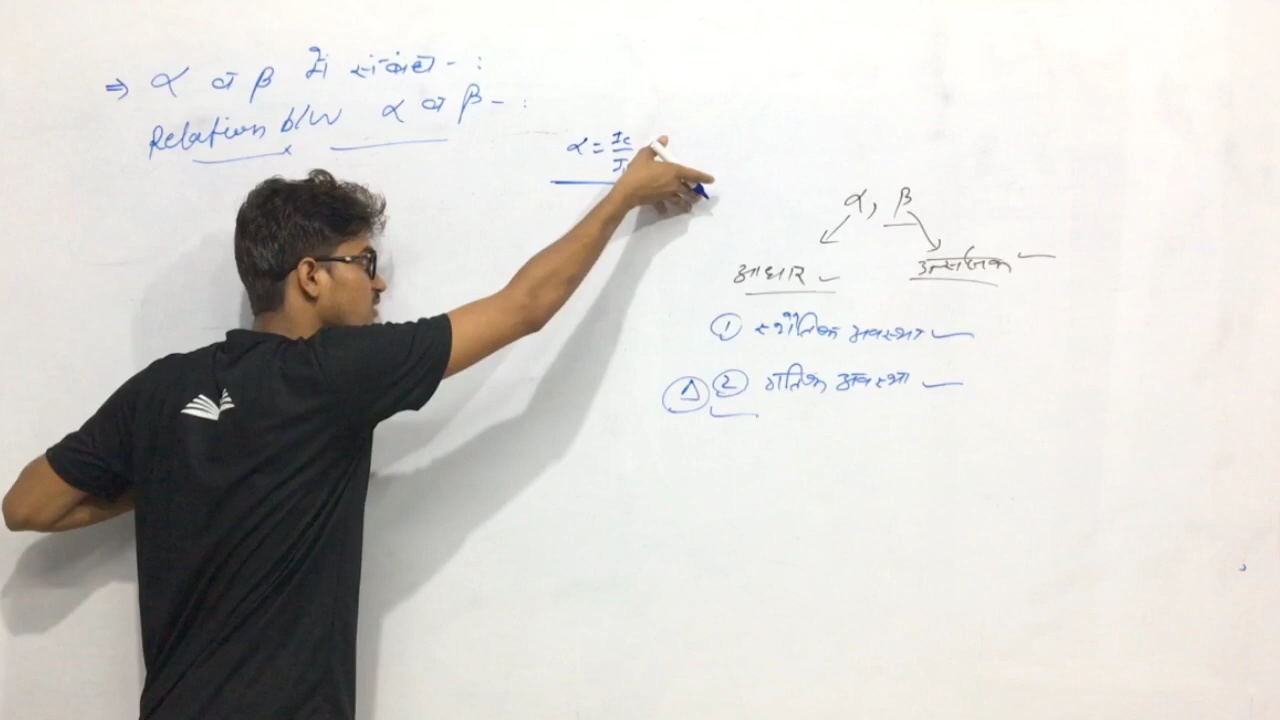 ⇒ α व β में संबंध - :
Relation b/w α व β - :
α = Ic
α, β
आधार
उत्सर्जक
① स्थैतिक अवस्था
Δ ② गतिक अवस्था